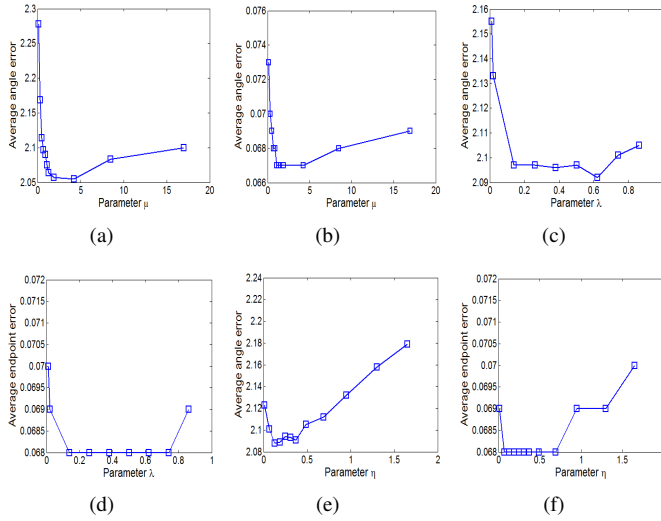 2.3
2.25
2.2
2.15
2.1
2.05
0 5 10 15 20
Average angle error
Parameter μ
(a)
0.076
0.074
0.072
0.07
0.068
0.066
0 5 10 15 20
Average angle error
Parameter μ
(b)
2.16
2.15
2.14
2.13
2.12
2.11
2.1
2.09
0 0.2 0.4 0.6 0.8
Average angle error
Parameter λ
(c)
0.072
0.0715
0.071
0.0705
0.07
0.0695
0.069
0.0685
0.068
0 0.2 0.4 0.6 0.8 1
Average endpoint error
Parameter λ
(d)
2.24
2.22
2.2
2.18
2.16
2.14
2.12
2.1
2.08
0 0.5 1 1.5 2
Average angle error
Parameter η
(e)
0.072
0.0715
0.071
0.0705
0.07
0.0695
0.069
0.0685
0.068
0 0.5 1 1.5
Average endpoint error
Parameter η
(f)